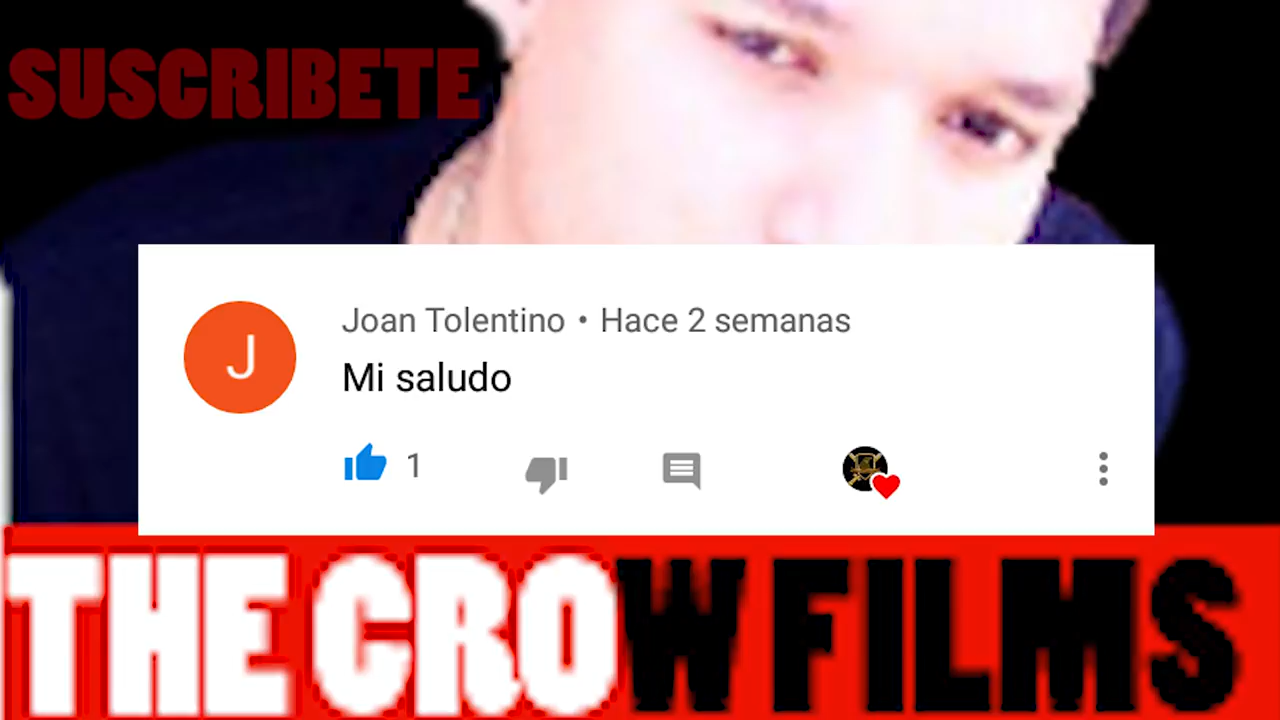 SUSCRIBETE
J
Joan Tolentino • Hace 2 semanas
Mi saludo
1
THE CROW FILMS